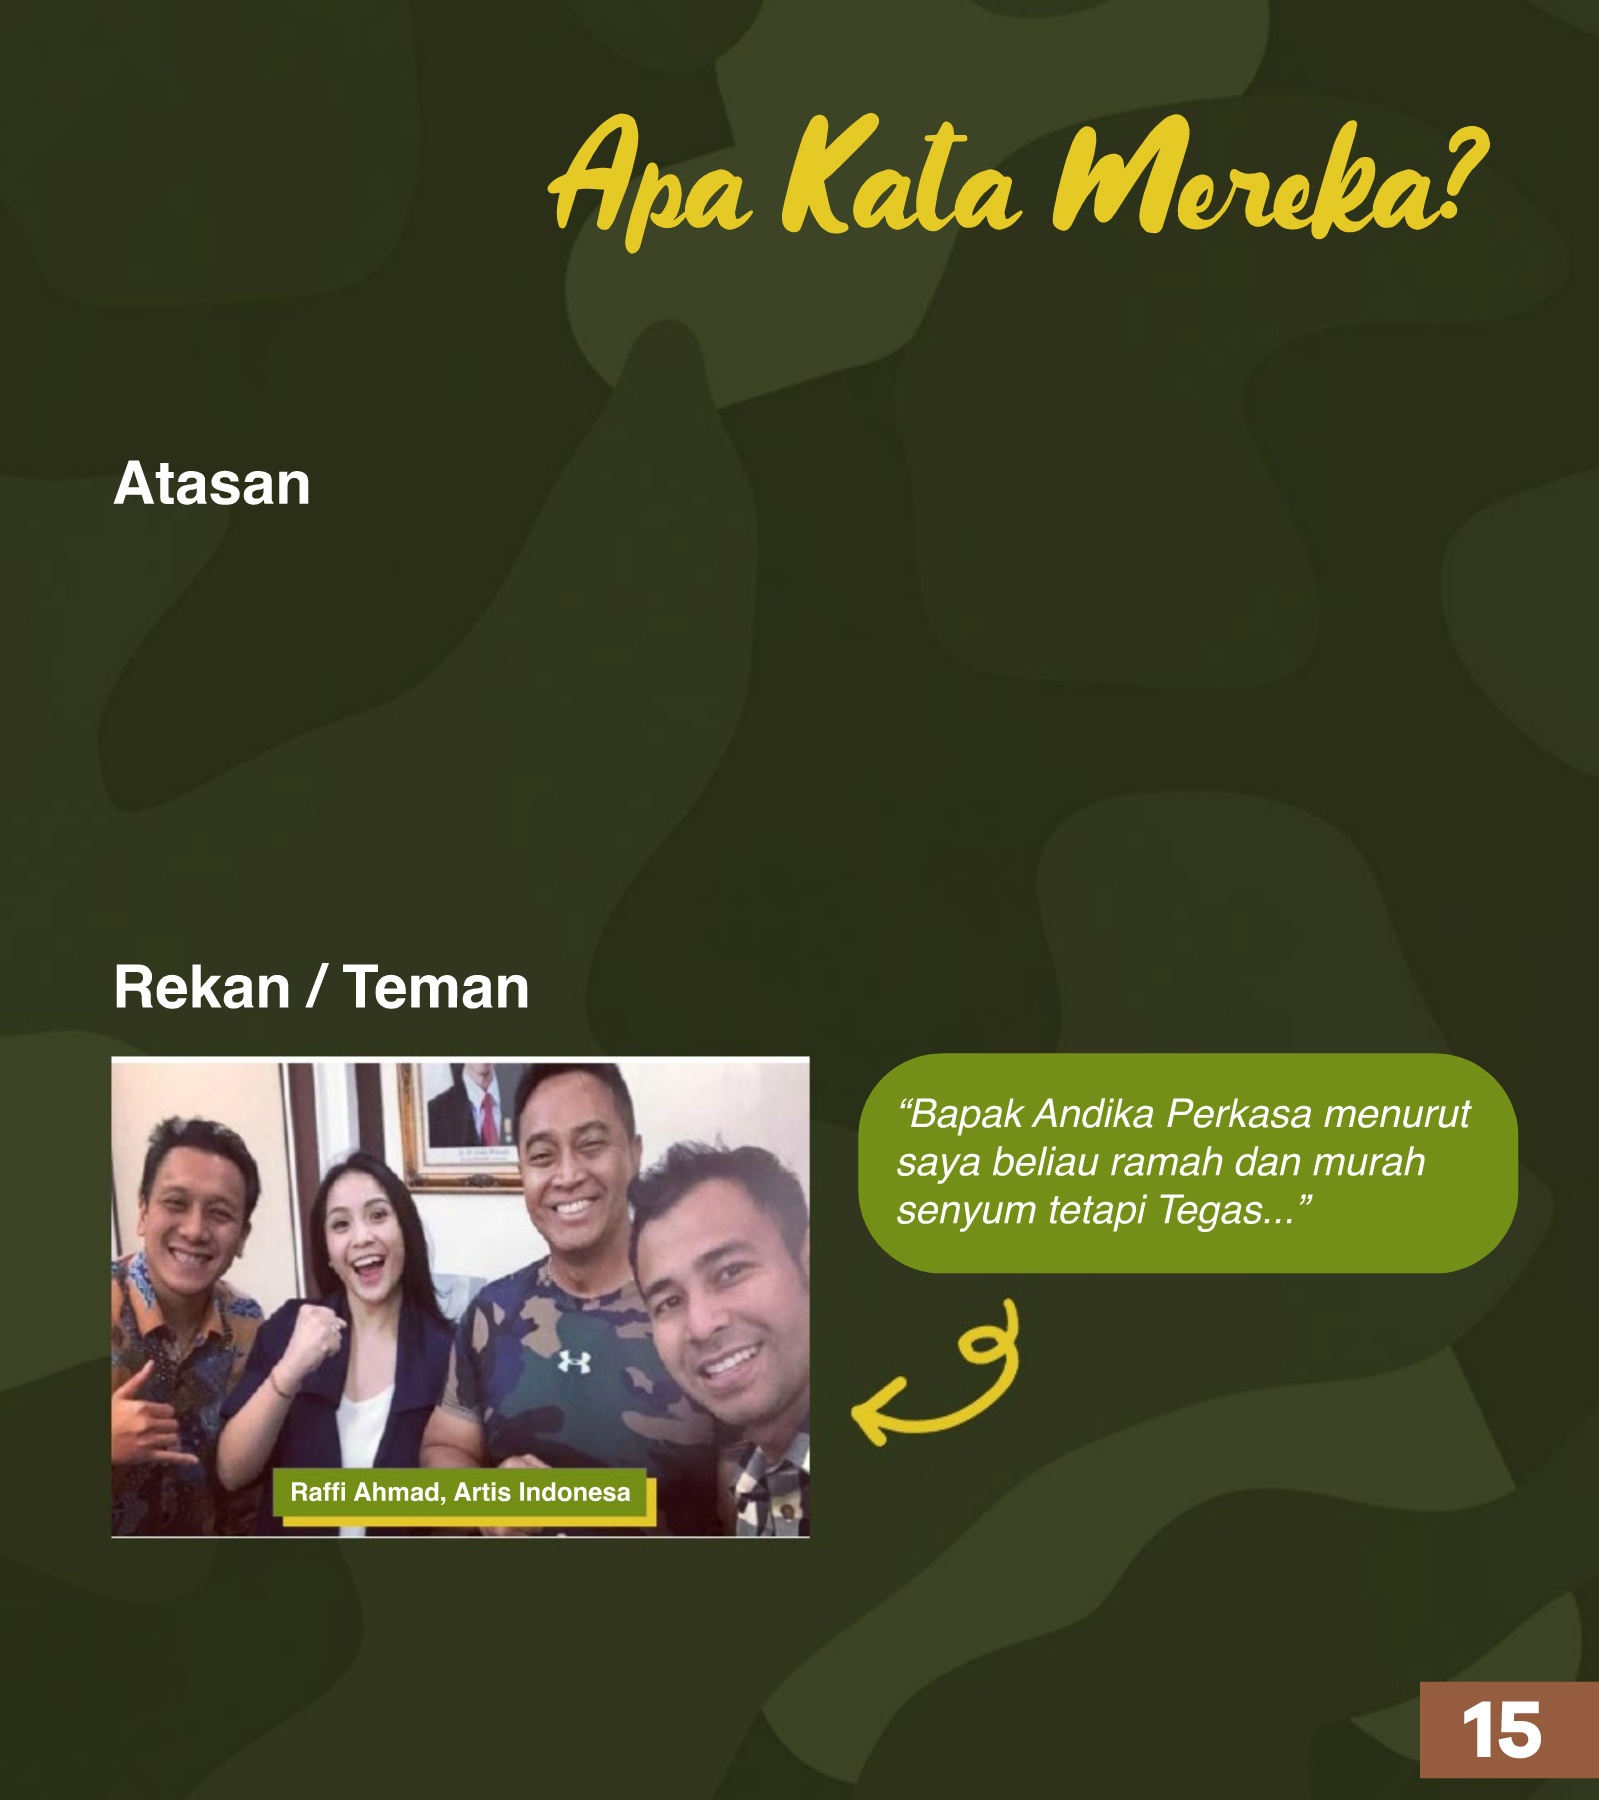 Apa Kata Mereka?
Atasan
Rekan / Teman
“Bapak Andika Perkasa menurut
saya beliau ramah dan murah
senyum tetapi Tegas...”
Raffi Ahmad, Artis Indonesa
15